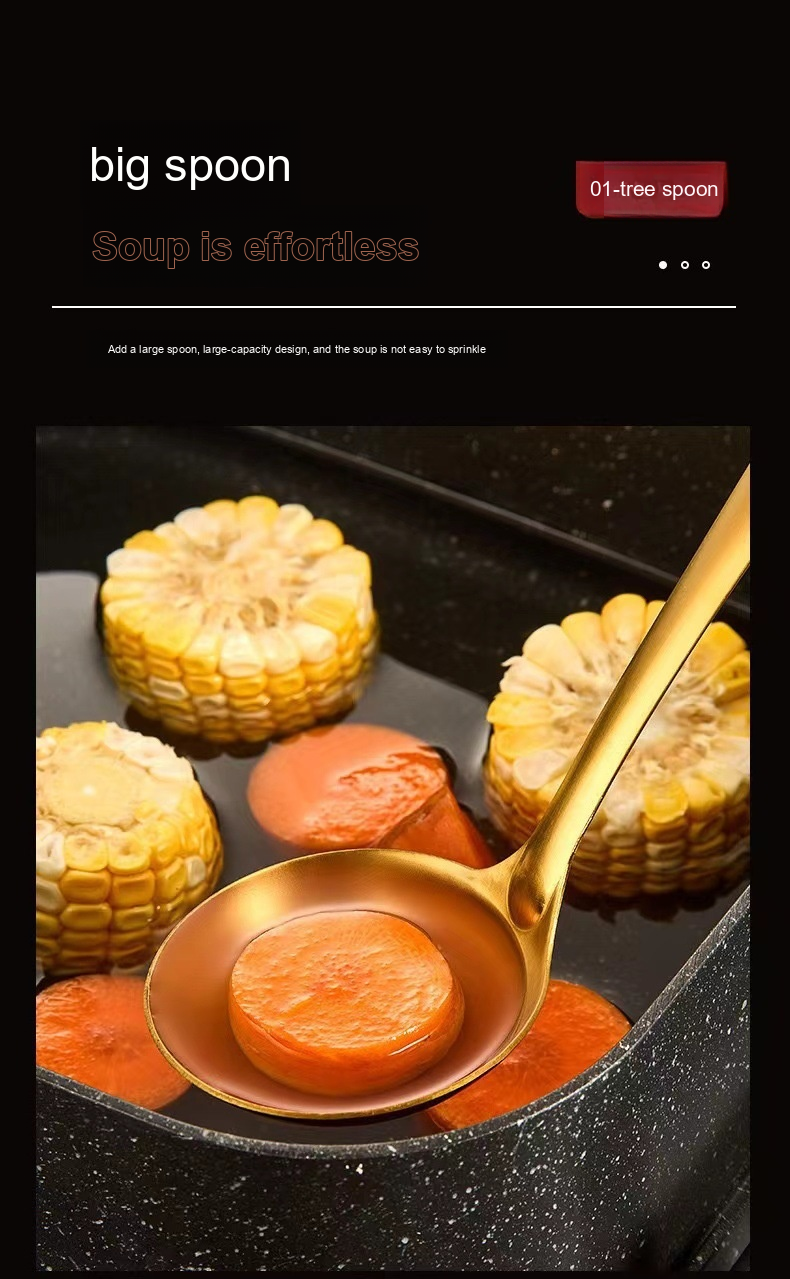 big spoon
01-tree spoon
Soup is effortless
Add a large spoon, large-capacity design, and the soup is not easy to sprinkle